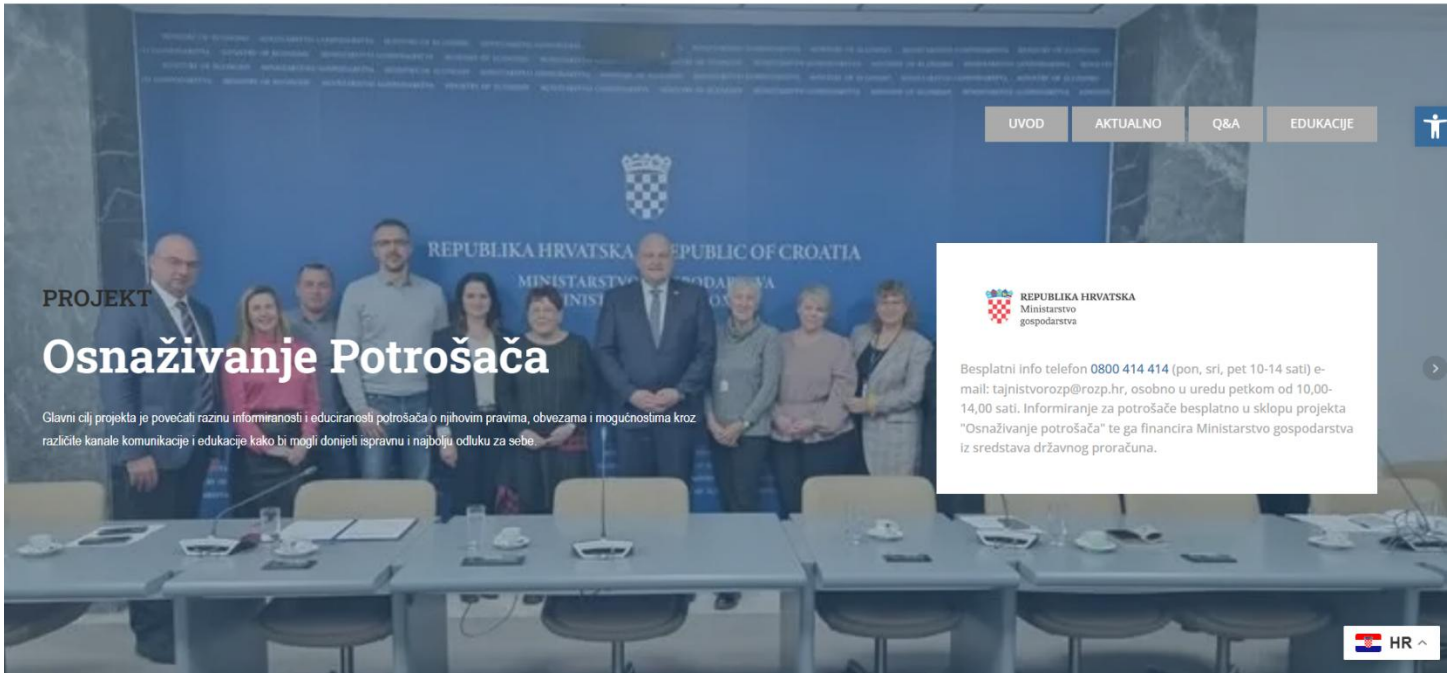 UVOD
AKTUALNO
Q&A
EDUKACIJE
REPUBLIKA HRVATSKA
REPUBLIC OF CROATIA
PROJEKT
Osnaživanje Potrošača
Glavni cilj projekta je povećati razinu informiranosti i educiranosti potrošača o njihovim pravima, obvezama i mogućnostima kroz
različite kanale komunikacije i edukacije kako bi mogli donijeti ispravnu i najbolju odluku za sebe.
REPUBLIKA HRVATSKA
Ministarstvo
gospodarstva
Besplatni info telefon 0800 414 414 (pon, sri, pet 10-14 sati) e-
mail: tajnistvorozp@rozp.hr, osobno u uredu petkom od 10,00-
14,00 sati. Informiranje za potrošače besplatno u sklopu projekta
"Osnaživanje potrošača" te ga financira Ministarstvo gospodarstva
iz sredstava državnog proračuna.
HR